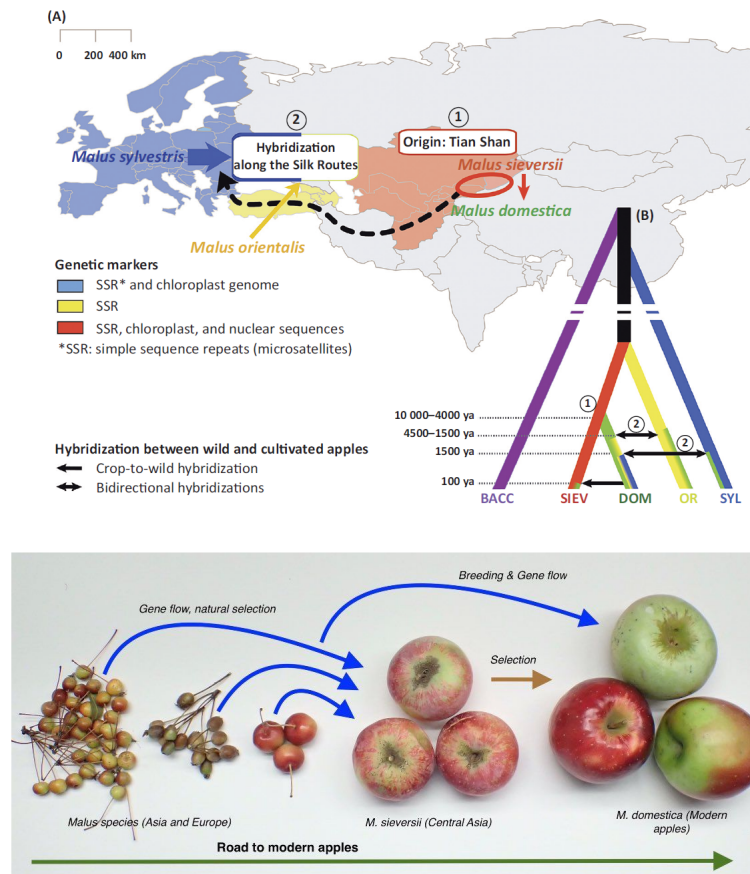 (A)
0 200 400 km
2
1
Hybridization
along the Silk Routes
Origin: Tian Shan
Malus sylvestris
Malus sieversii
Malus domestica
Malus orientalis
(B)
Genetic markers
SSR* and chloroplast genome
SSR
SSR, chloroplast, and nuclear sequences
*SSR: simple sequence repeats (microsatellites)
1
10 000–4000 ya
2
4500–1500 ya
2
1500 ya
100 ya
Hybridization between wild and cultivated apples
Crop-to-wild hybridization
Bidirectional hybridizations
BACC SIEV DOM OR SYL
Breeding & Gene flow
Gene flow, natural selection
Selection
Malus species (Asia and Europe)
M. sieversii (Central Asia)
M. domestica (Modern
apples)
Road to modern apples